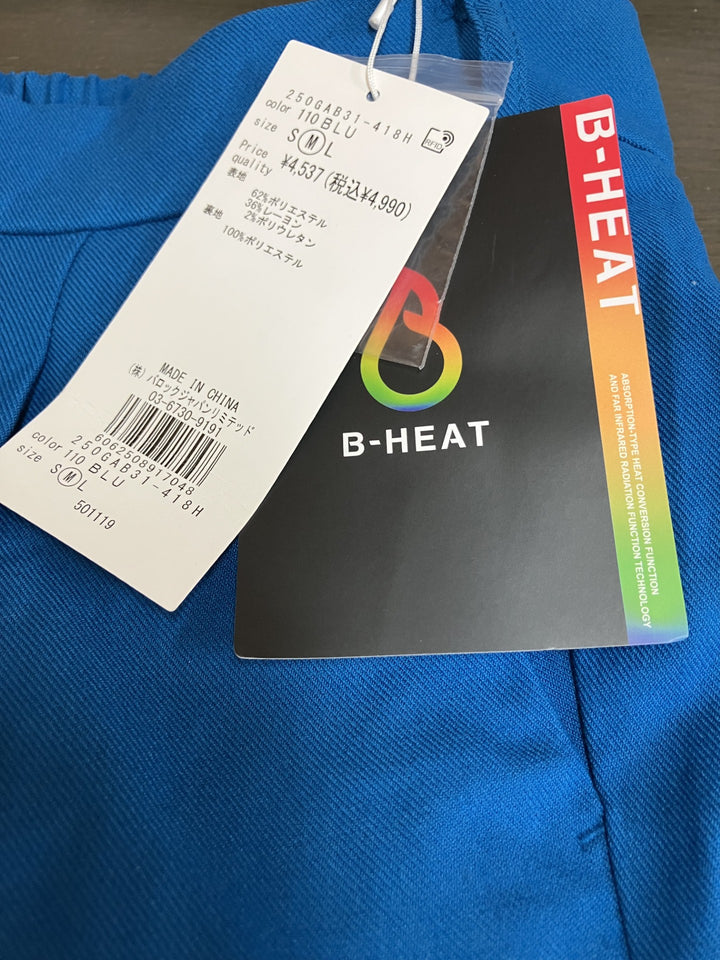 250GAB31-418H
color 110BLU
size S Ⓜ L
RFID
Price ¥4,537(税込¥4,990)
quality
表地
62%ポリエステル
36%レーヨン
2%ポリウレタン
裏地
100%ポリエステル
MADE IN CHINA
(株)バロックジャパンリミテッド
03-6730-9191
6062508917048
250GAB31-418H
color 110BLU
size S Ⓜ L
501119
B-HEAT
B-HEAT
ABSORPTION-TYPE HEAT CONVERSION FUNCTION
AND FAR INFRARED RADIATION FUNCTION TECHNOLOGY